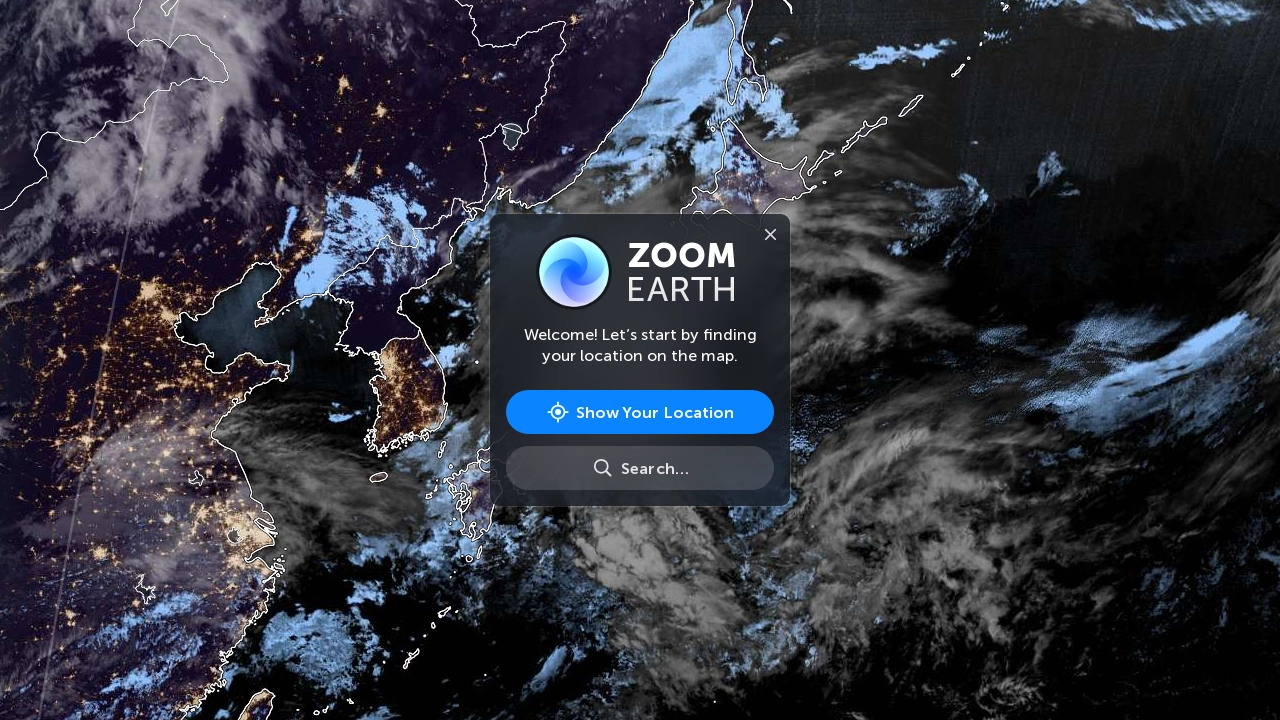 ZOOM
EARTH
Welcome! Let’s start by finding
your location on the map.
Show Your Location
Search…